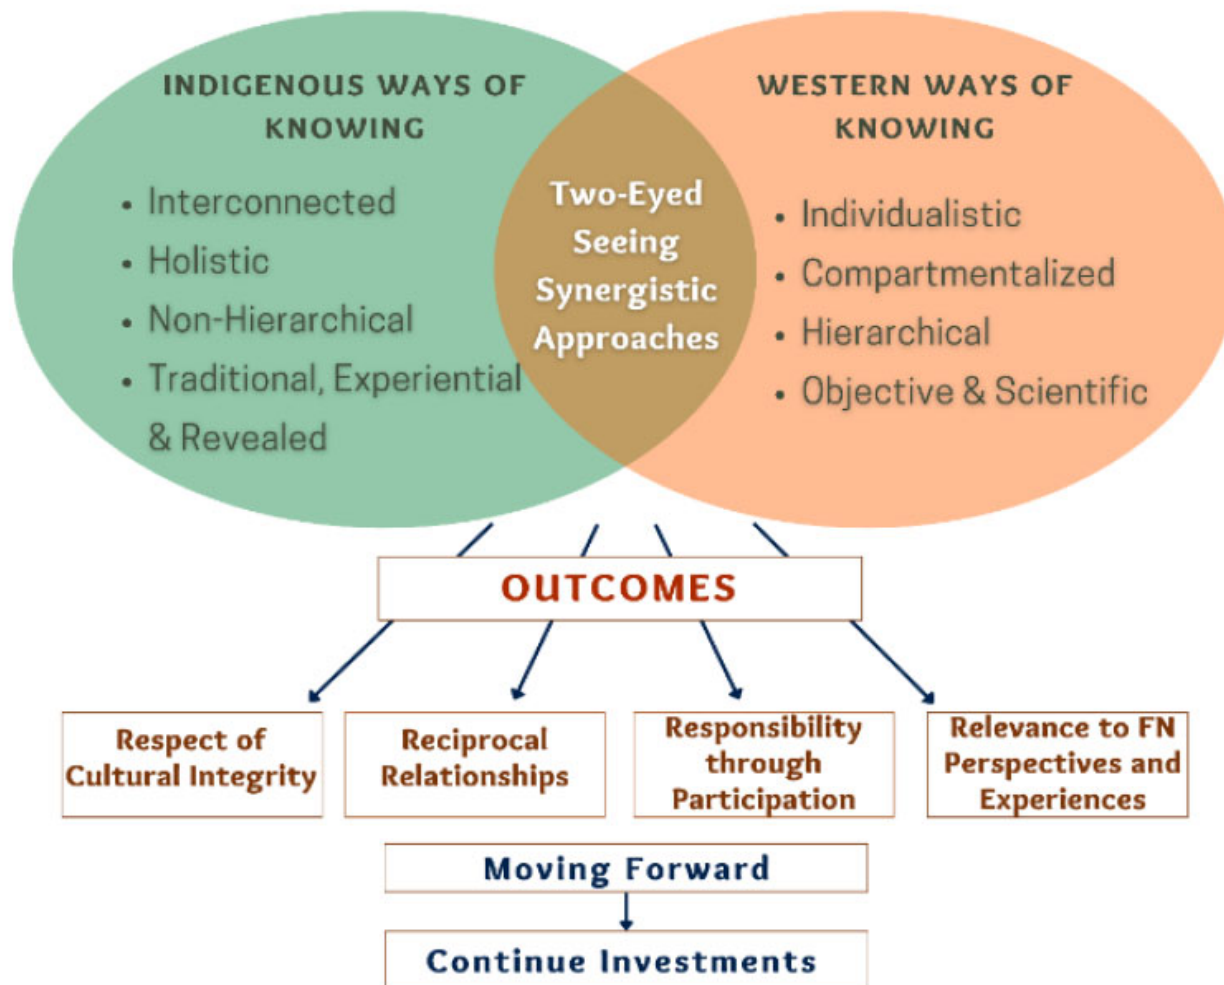 INDIGENOUS WAYS OF
KNOWING
• Interconnected
• Holistic
• Non-Hierarchical
• Traditional, Experiential
& Revealed
Two-Eyed
Seeing
Synergistic
Approaches
WESTERN WAYS OF
KNOWING
• Individualistic
• Compartmentalized
• Hierarchical
• Objective & Scientific
OUTCOMES
Respect of
Cultural Integrity
Reciprocal
Relationships
Responsibility
through
Participation
Relevance to FN
Perspectives and
Experiences
Moving Forward
Continue Investments